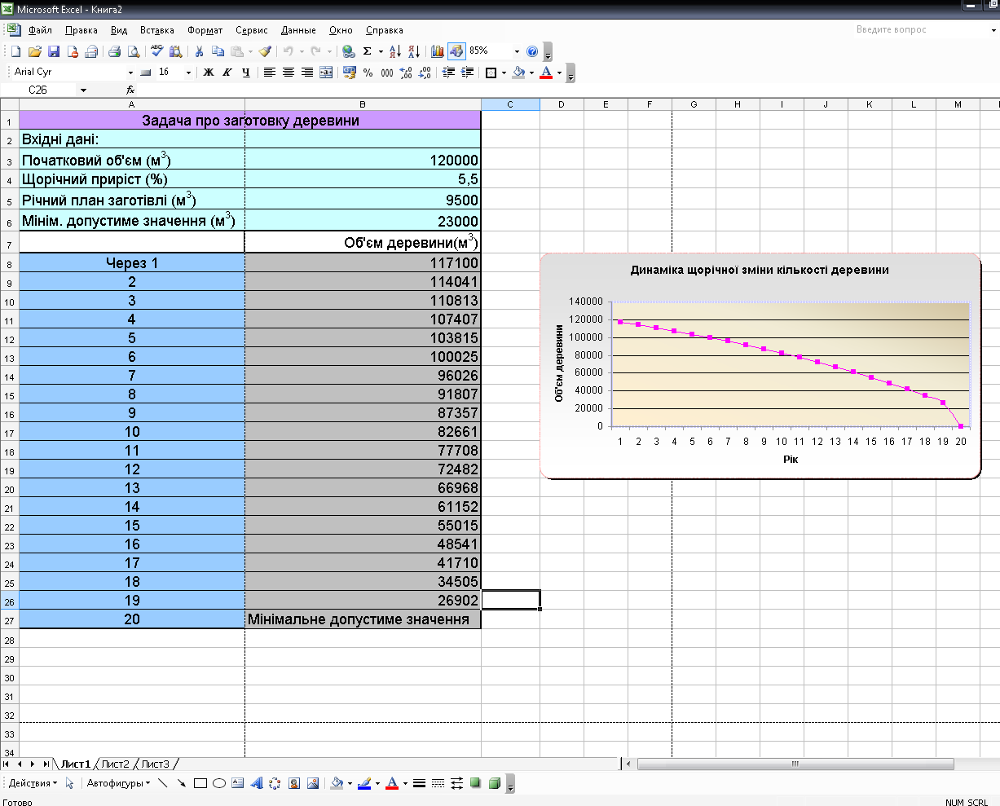 Microsoft Excel - Книга2
Файл Правка Вид Вставка Формат Сервис Данные Окно Справка Введите вопрос
Σ 85%
Arial Cyr 16 Ж К Ч % 000
C26 fx
A B C D E F G H I J K L M
1 Задача про заготовку деревини
2 Вхідні дані:
3 Початковий об'єм (м³) 120000
4 Щорічний приріст (%) 5,5
5 Річний план заготівлі (м³) 9500
6 Мінім. допустиме значення (м³) 23000
7 Об'єм деревини(м³)
8 Через 1 117100
9 2 114041
10 3 110813
11 4 107407
12 5 103815
13 6 100025
14 7 96026
15 8 91807
16 9 87357
17 10 82661
18 11 77708
19 12 72482
20 13 66968
21 14 61152
22 15 55015
23 16 48541
24 17 41710
25 18 34505
26 19 26902
27 20 Мінімальне допустиме значення
28
29
30
31
32
33
34
Динаміка щорічної зміни кількості деревини
Об'єм деревини
140000
120000
100000
80000
60000
40000
20000
0
1 2 3 4 5 6 7 8 9 10 11 12 13 14 15 16 17 18 19 20
Рік
Лист1 Лист2 Лист3
Действия Автофигуры
Готово NUM SCRL